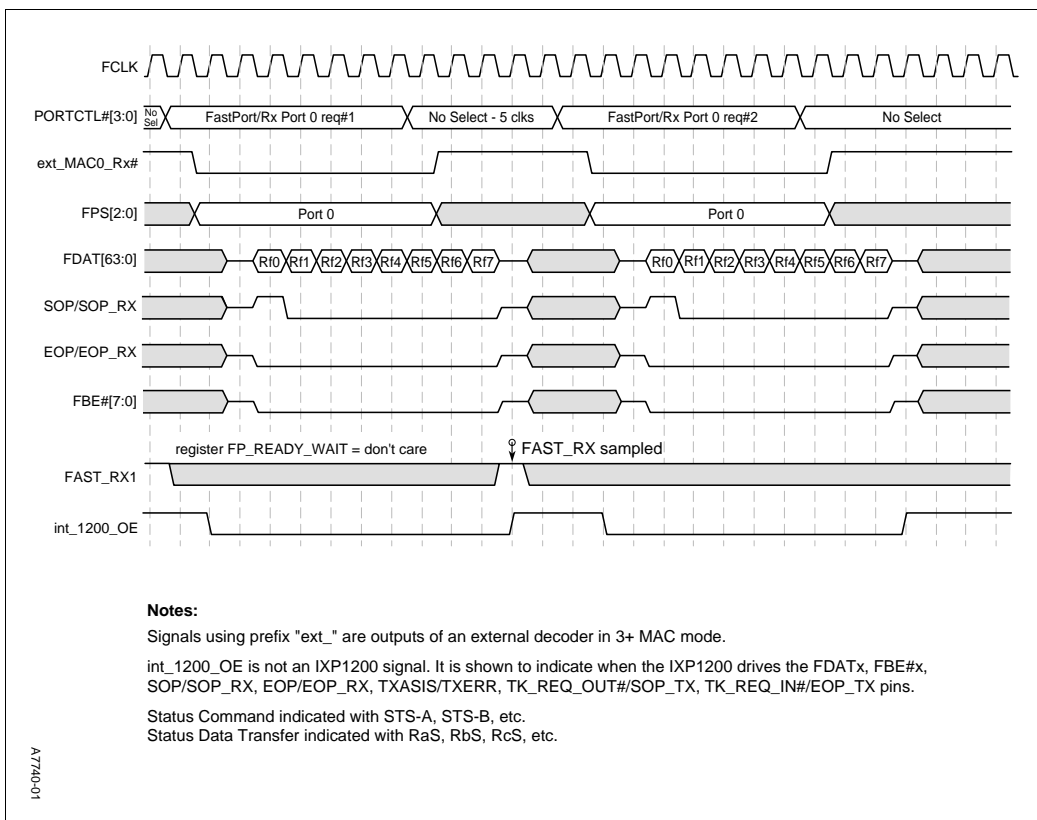 FCLK
PORTCTL#[3:0] No Sel FastPort/Rx Port 0 req#1 No Select - 5 clks FastPort/Rx Port 0 req#2 No Select
ext_MAC0_Rx#
FPS[2:0] Port 0 Port 0
FDAT[63:0] Rf0 Rf1 Rf2 Rf3 Rf4 Rf5 Rf6 Rf7 Rf0 Rf1 Rf2 Rf3 Rf4 Rf5 Rf6 Rf7
SOP/SOP_RX
EOP/EOP_RX
FBE#[7:0]
register FP_READY_WAIT = don't care FAST_RX sampled
FAST_RX1
int_1200_OE
Notes:
Signals using prefix "ext_" are outputs of an external decoder in 3+ MAC mode.
int_1200_OE is not an IXP1200 signal. It is shown to indicate when the IXP1200 drives the FDATx, FBE#x,
SOP/SOP_RX, EOP/EOP_RX, TXASIS/TXERR, TK_REQ_OUT#/SOP_TX, TK_REQ_IN#/EOP_TX pins.
Status Command indicated with STS-A, STS-B, etc.
Status Data Transfer indicated with RaS, RbS, RcS, etc.
A7740-01